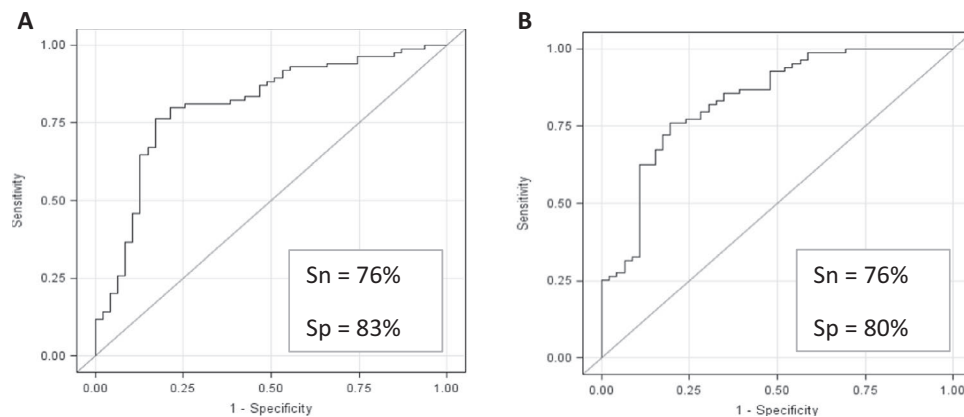 A
1.00
0.75
0.50
0.25
0.00
Sensitivity
0.00 0.25 0.50 0.75 1.00
1 - Specificity
Sn = 76%
Sp = 83%
B
1.00
0.75
0.50
0.25
0.00
Sensitivity
0.00 0.25 0.50 0.75 1.00
1 - Specificity
Sn = 76%
Sp = 80%